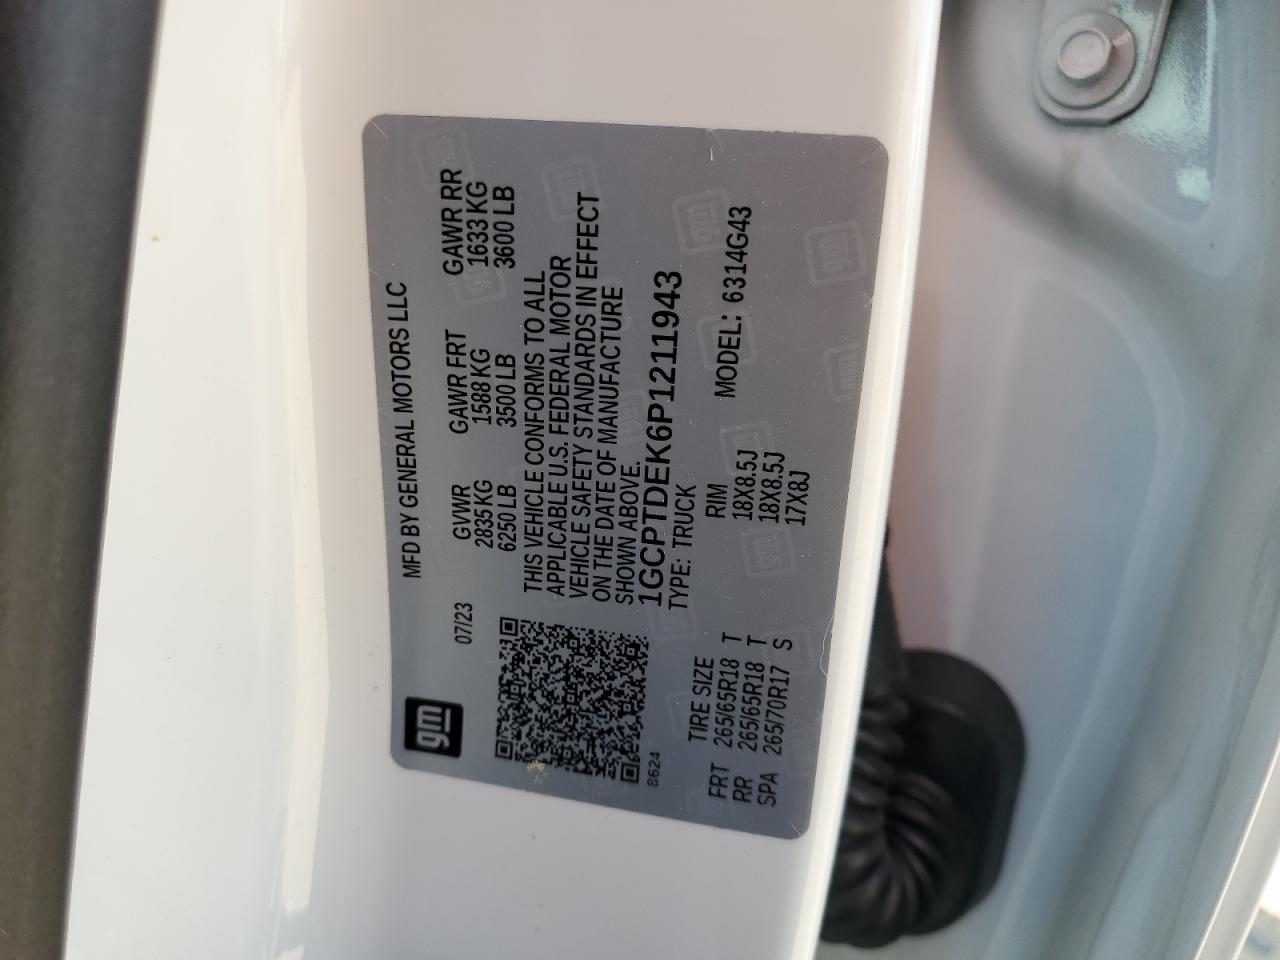 gm
MFD BY GENERAL MOTORS LLC
07/23
GVWR GAWR FRT GAWR RR
2835 KG 1588 KG 1633 KG
6250 LB 3500 LB 3600 LB
THIS VEHICLE CONFORMS TO ALL
APPLICABLE U.S. FEDERAL MOTOR
VEHICLE SAFETY STANDARDS IN EFFECT
ON THE DATE OF MANUFACTURE
SHOWN ABOVE.
1GCPTDEK6P1211943
8624
TYPE: TRUCK
MODEL: 6314G43
TIRE SIZE RIM
FRT 265/65R18 T 18X8.5J
RR 265/65R18 T 18X8.5J
SPA 265/70R17 S 17X8J